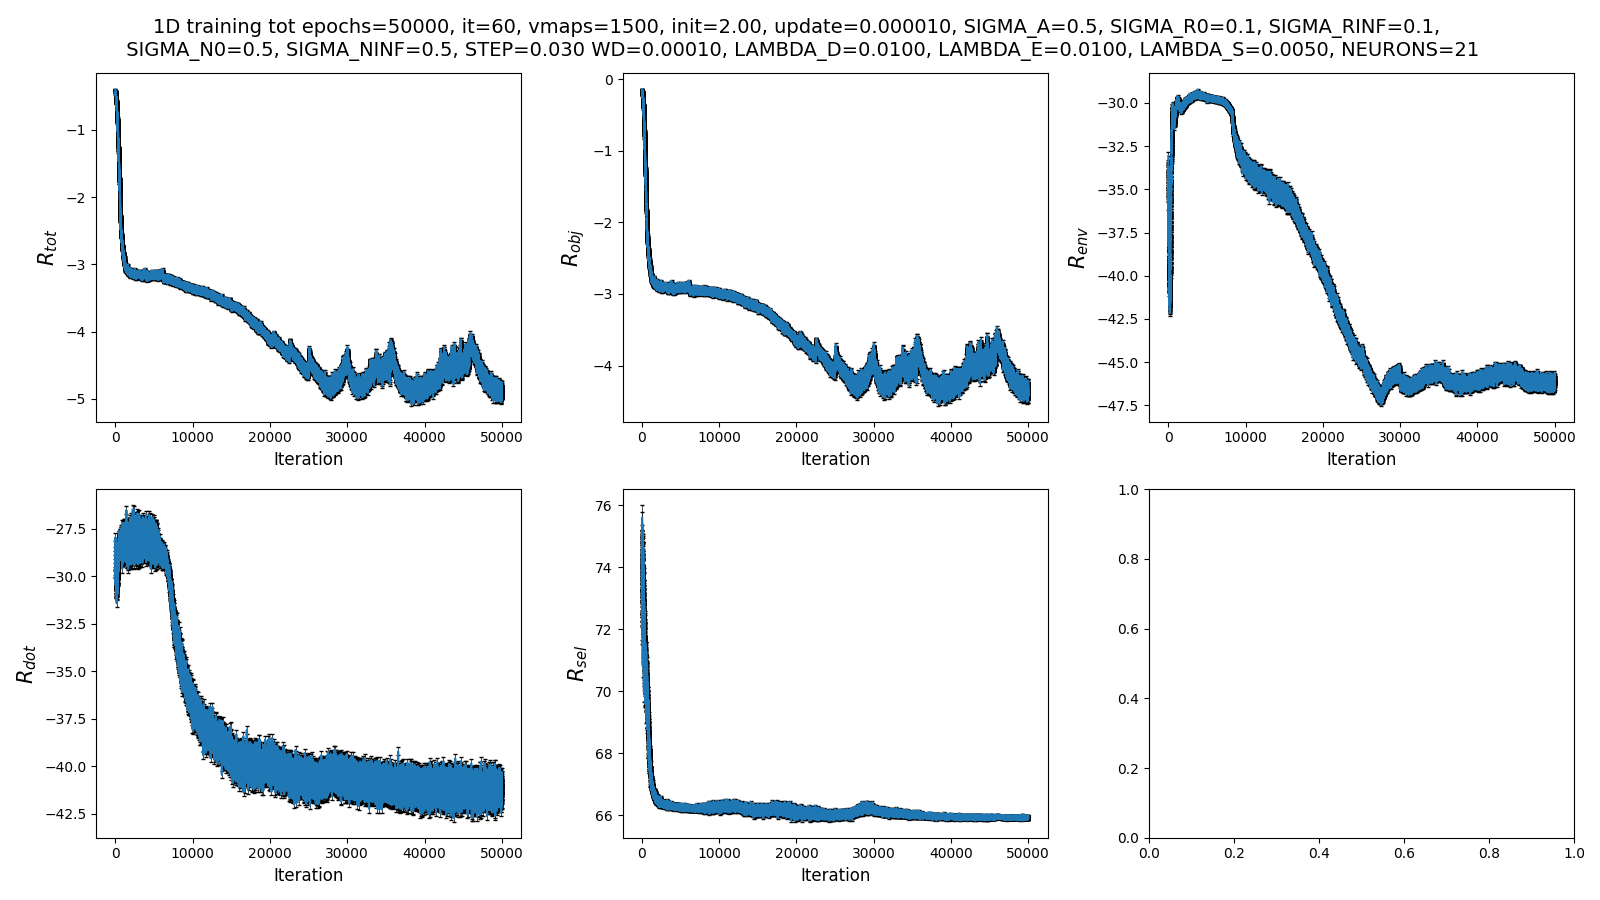 1D training tot epochs=50000, it=60, vmaps=1500, init=2.00, update=0.000010, SIGMA_A=0.5, SIGMA_R0=0.1, SIGMA_RINF=0.1,
SIGMA_N0=0.5, SIGMA_NINF=0.5, STEP=0.030 WD=0.00010, LAMBDA_D=0.0100, LAMBDA_E=0.0100, LAMBDA_S=0.0050, NEURONS=21
R_tot
−1
−2
−3
−4
−5
0 10000 20000 30000 40000 50000
Iteration
R_obj
0
−1
−2
−3
−4
0 10000 20000 30000 40000 50000
Iteration
R_env
−30.0
−32.5
−35.0
−37.5
−40.0
−42.5
−45.0
−47.5
0 10000 20000 30000 40000 50000
Iteration
R_dot
−27.5
−30.0
−32.5
−35.0
−37.5
−40.0
−42.5
0 10000 20000 30000 40000 50000
Iteration
R_sel
76
74
72
70
68
66
0 10000 20000 30000 40000 50000
Iteration
1.0
0.8
0.6
0.4
0.2
0.0
0.0 0.2 0.4 0.6 0.8 1.0